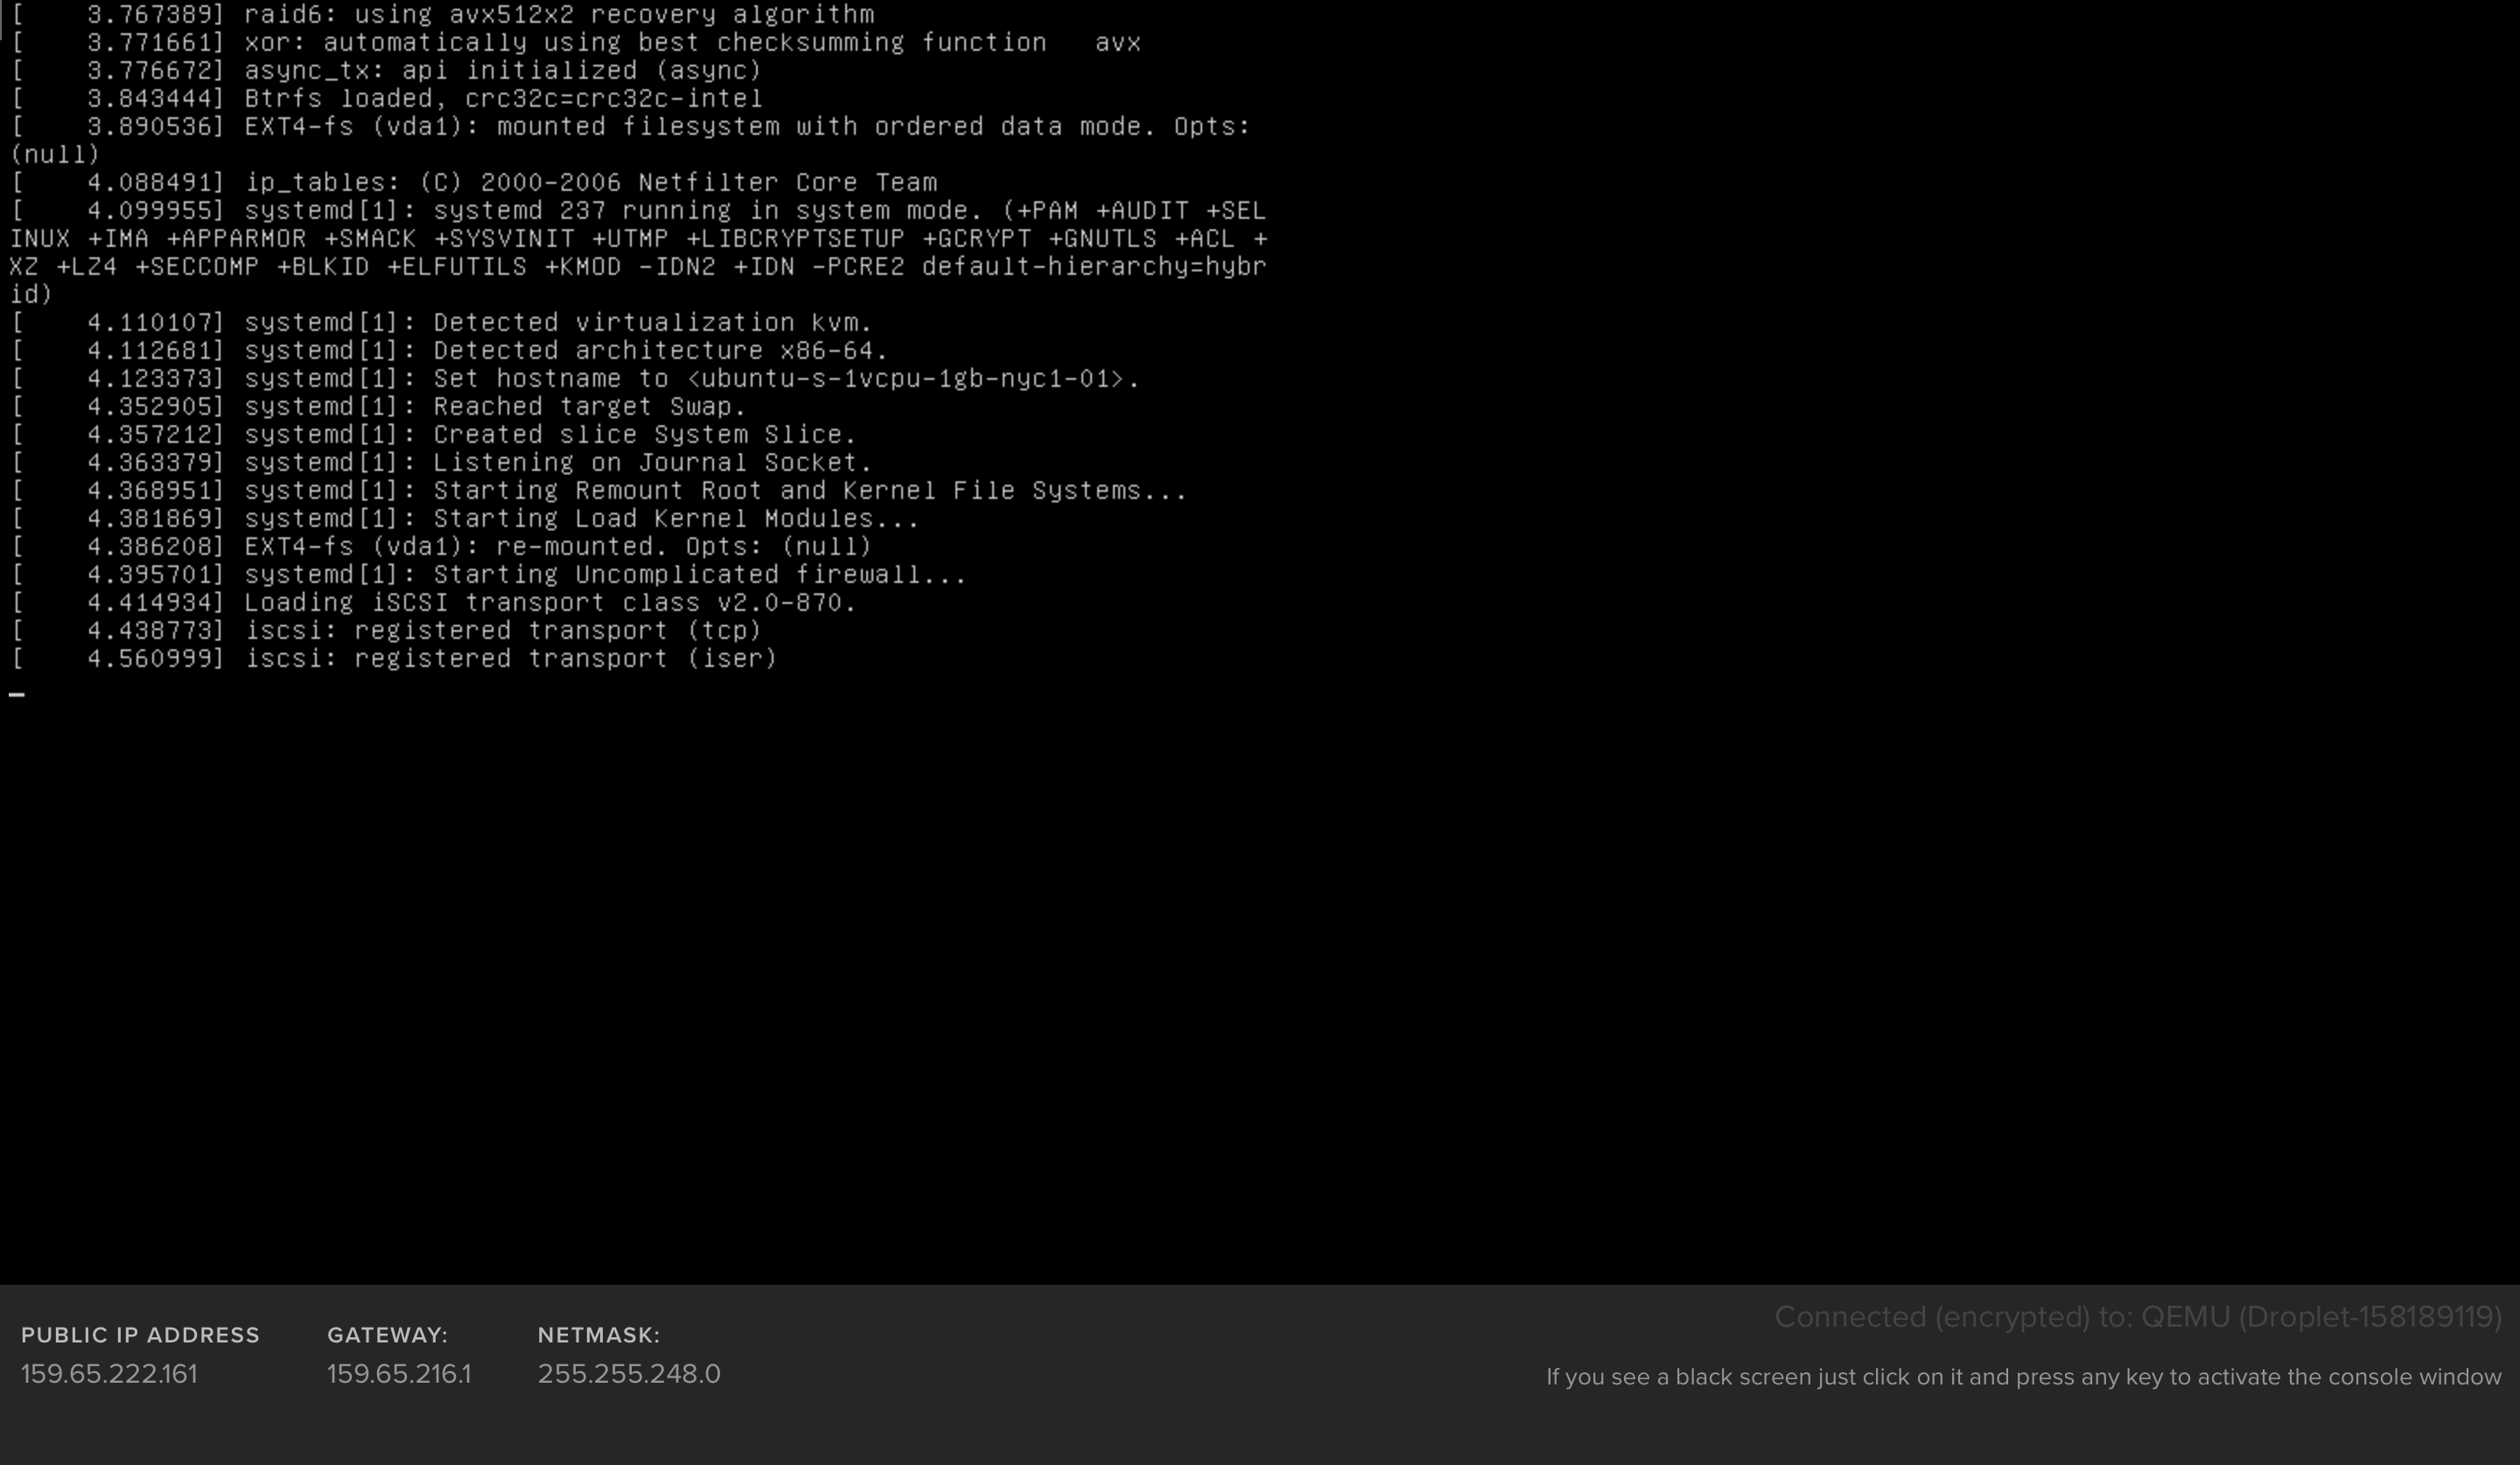 [    3.767389] raid6: using avx512x2 recovery algorithm
[    3.771661] xor: automatically using best checksumming function   avx
[    3.776672] async_tx: api initialized (async)
[    3.843444] Btrfs loaded, crc32c=crc32c-intel
[    3.890536] EXT4-fs (vda1): mounted filesystem with ordered data mode. Opts:
(null)
[    4.088491] ip_tables: (C) 2000-2006 Netfilter Core Team
[    4.099955] systemd[1]: systemd 237 running in system mode. (+PAM +AUDIT +SEL
INUX +IMA +APPARMOR +SMACK +SYSVINIT +UTMP +LIBCRYPTSETUP +GCRYPT +GNUTLS +ACL +
XZ +LZ4 +SECCOMP +BLKID +ELFUTILS +KMOD -IDN2 +IDN -PCRE2 default-hierarchy=hybr
id)
[    4.110107] systemd[1]: Detected virtualization kvm.
[    4.112681] systemd[1]: Detected architecture x86-64.
[    4.123373] systemd[1]: Set hostname to <ubuntu-s-1vcpu-1gb-nyc1-01>.
[    4.352905] systemd[1]: Reached target Swap.
[    4.357212] systemd[1]: Created slice System Slice.
[    4.363379] systemd[1]: Listening on Journal Socket.
[    4.368951] systemd[1]: Starting Remount Root and Kernel File Systems...
[    4.381869] systemd[1]: Starting Load Kernel Modules...
[    4.386208] EXT4-fs (vda1): re-mounted. Opts: (null)
[    4.395701] systemd[1]: Starting Uncomplicated firewall...
[    4.414934] Loading iSCSI transport class v2.0-870.
[    4.438773] iscsi: registered transport (tcp)
[    4.560999] iscsi: registered transport (iser)
_
PUBLIC IP ADDRESS
159.65.222.161
GATEWAY:
159.65.216.1
NETMASK:
255.255.248.0
Connected (encrypted) to: QEMU (Droplet-158189119)
If you see a black screen just click on it and press any key to activate the console window